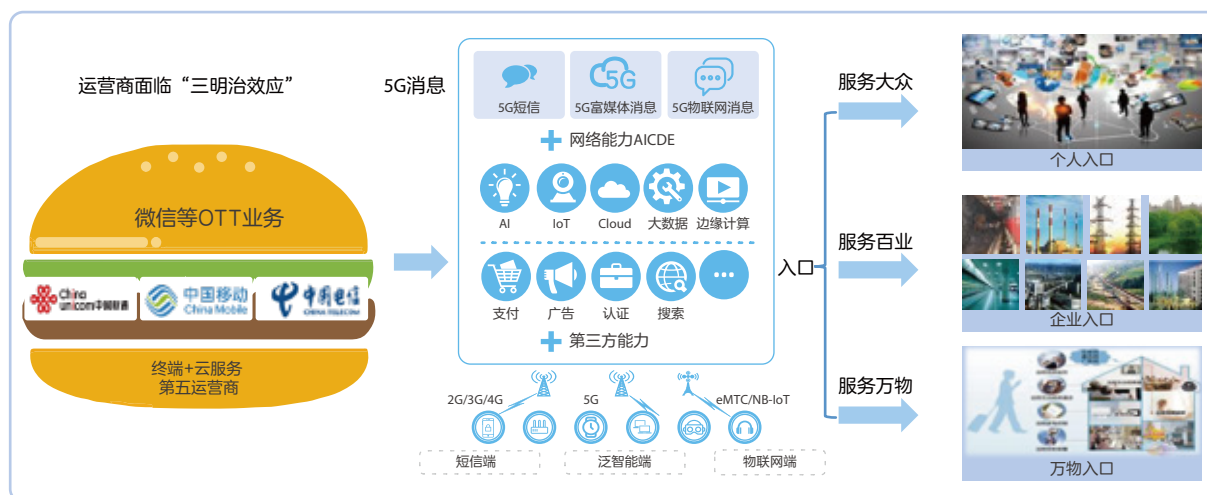 运营商面临“三明治效应”
微信等OTT业务
China
unicom中国联通
中国移动
China Mobile
中国电信
CHINA TELECOM
终端+云服务
第五运营商
5G消息
5G
5G短信
5G富媒体消息
5G物联网消息
网络能力AICDE
AI
IoT
Cloud
大数据
边缘计算
支付
广告
认证
搜索
第三方能力
2G/3G/4G
5G
eMTC/NB-IoT
短信端
泛智能端
物联网端
入口
服务大众
个人入口
服务百业
企业入口
服务万物
万物入口